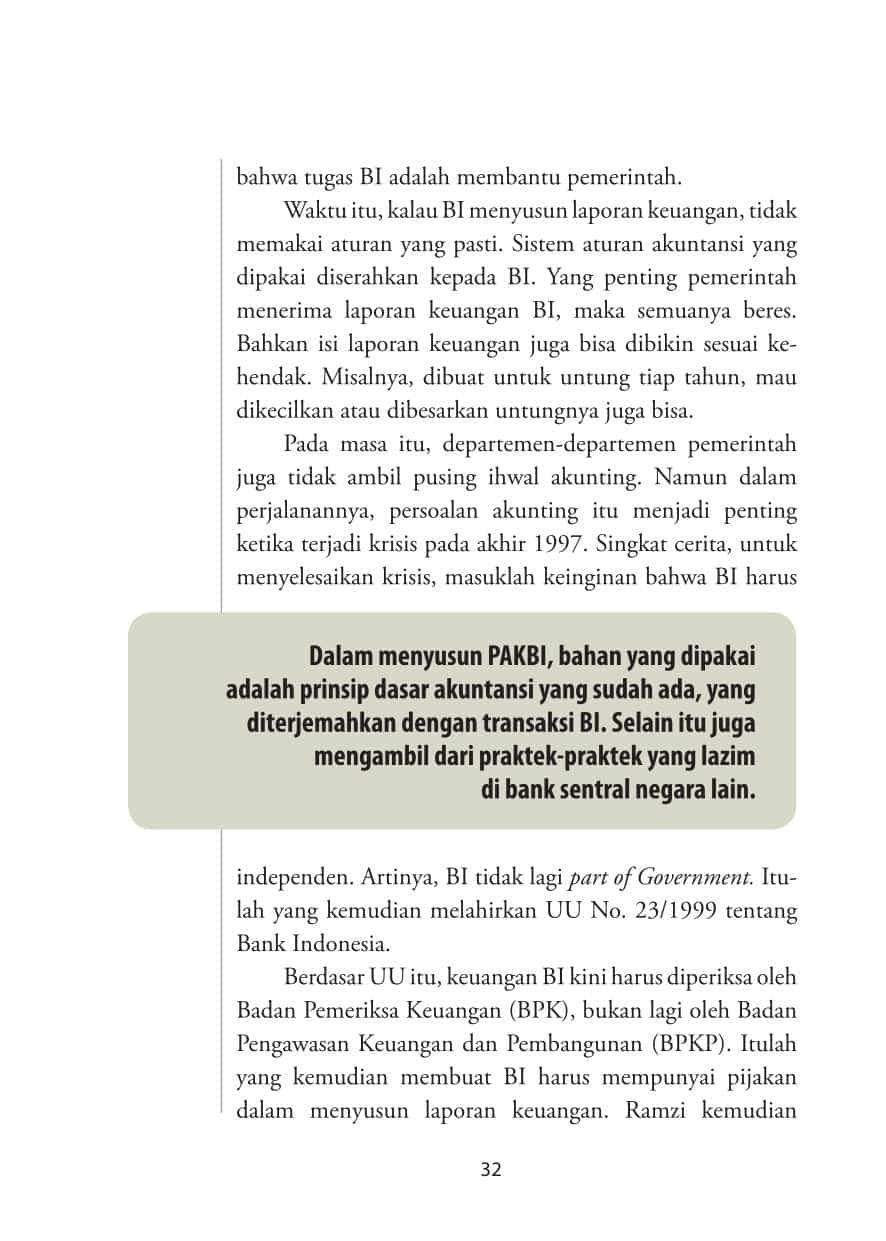 bahwa tugas BI adalah membantu pemerintah.
Waktu itu, kalau BI menyusun laporan keuangan, tidak
memakai aturan yang pasti. Sistem aturan akuntansi yang
dipakai diserahkan kepada BI. Yang penting pemerintah
menerima laporan keuangan BI, maka semuanya beres.
Bahkan isi laporan keuangan juga bisa dibikin sesuai ke-
hendak. Misalnya, dibuat untuk untung tiap tahun, mau
dikecilkan atau dibesarkan untungnya juga bisa.
Pada masa itu, departemen-departemen pemerintah
juga tidak ambil pusing ihwal akunting. Namun dalam
perjalanannya, persoalan akunting itu menjadi penting
ketika terjadi krisis pada akhir 1997. Singkat cerita, untuk
menyelesaikan krisis, masuklah keinginan bahwa BI harus
Dalam menyusun PAKBI, bahan yang dipakai
adalah prinsip dasar akuntansi yang sudah ada, yang
diterjemahkan dengan transaksi BI. Selain itu juga
mengambil dari praktek-praktek yang lazim
di bank sentral negara lain.
independen. Artinya, BI tidak lagi part of Government. Itu-
lah yang kemudian melahirkan UU No. 23/1999 tentang
Bank Indonesia.
Berdasar UU itu, keuangan BI kini harus diperiksa oleh
Badan Pemeriksa Keuangan (BPK), bukan lagi oleh Badan
Pengawasan Keuangan dan Pembangunan (BPKP). Itulah
yang kemudian membuat BI harus mempunyai pijakan
dalam menyusun laporan keuangan. Ramzi kemudian
32